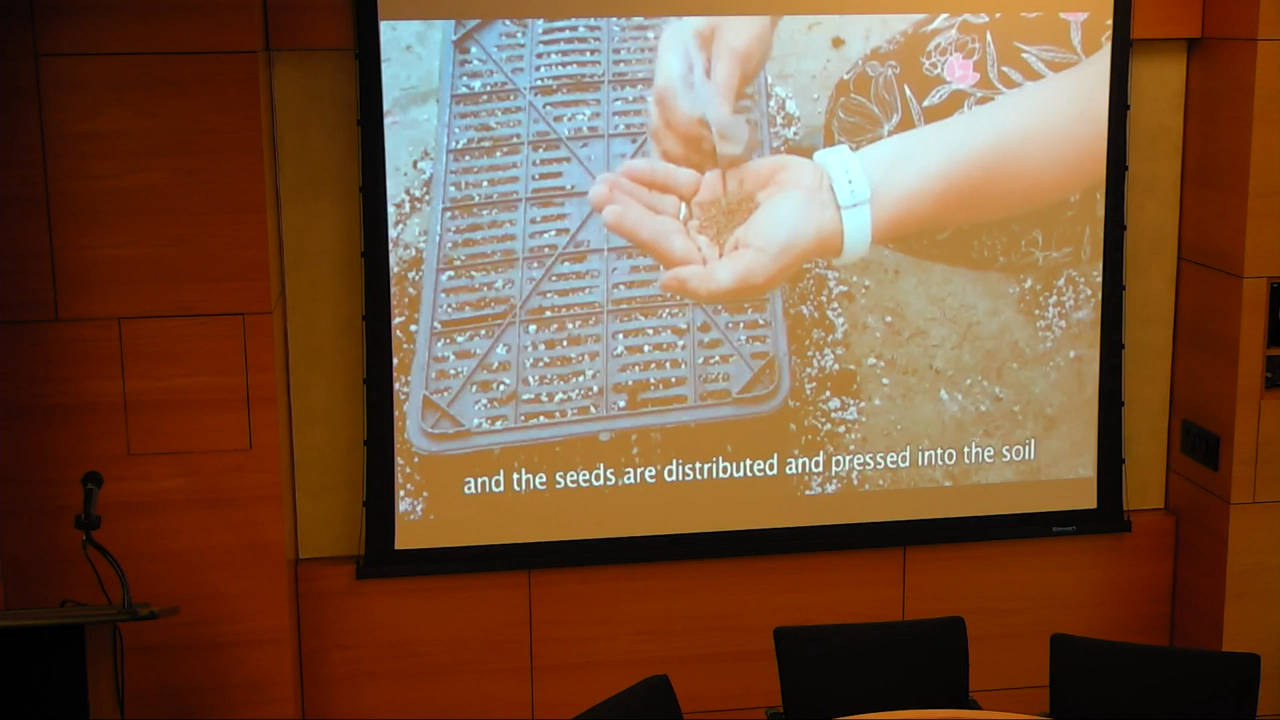 and the seeds are distributed and pressed into the soil